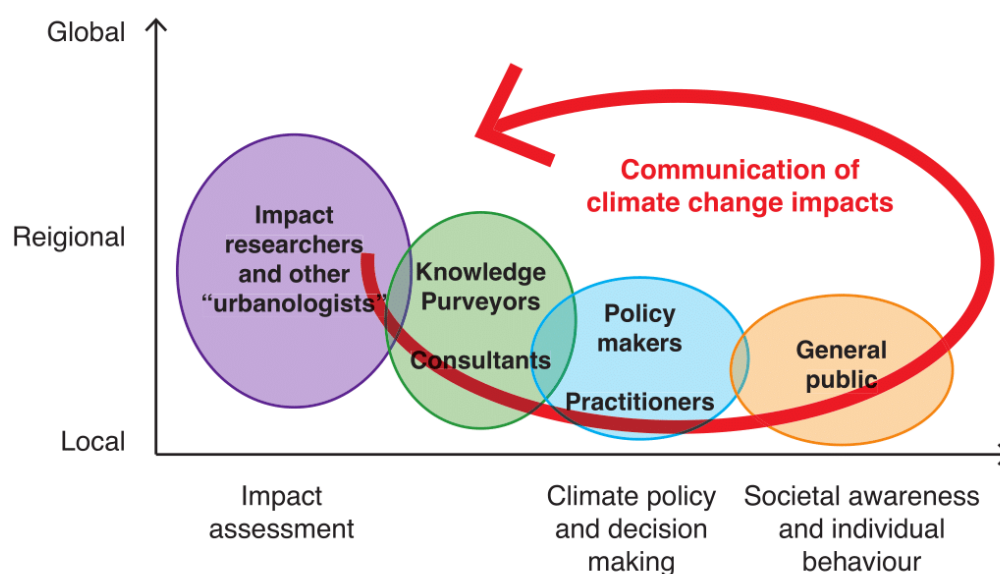 Global
Reigional
Local
Impact
researchers
and other
“urbanologists”
Knowledge
Purveyors
Consultants
Policy
makers
Practitioners
General
public
Communication of
climate change impacts
Impact
assessment
Climate policy
and decision
making
Societal awareness
and individual
behaviour